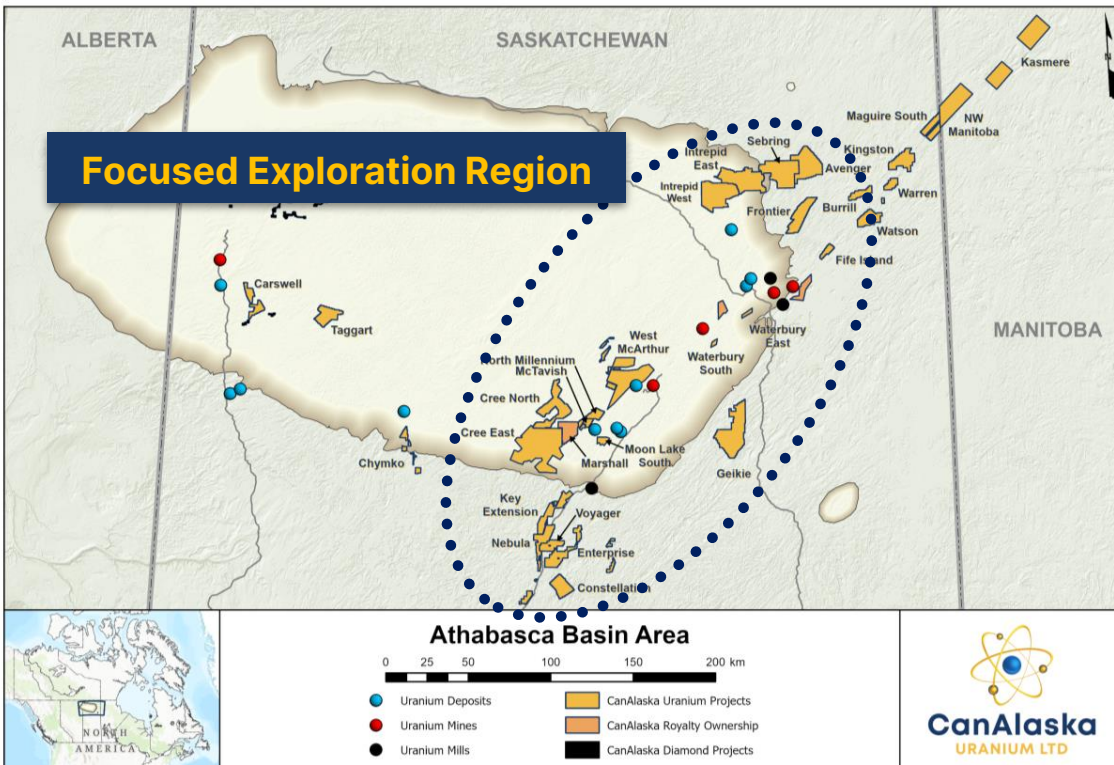 ALBERTA
SASKATCHEWAN
MANITOBA
Focused Exploration Region
Kasmere
Maguire South
NW
Manitoba
Kingston
Sebring
Intrepid
East
Avenger
Intrepid
West
Warren
Frontier
Burrill
Watson
Fife Island
Carswell
Taggart
Waterbury
East
Waterbury
South
West
McArthur
North Millennium
McTavish
Cree North
Cree East
Moon Lake
South
Marshall
Chymko
Geikie
Key
Extension
Voyager
Nebula
Enterprise
Constellation
NORTH
AMERICA
Athabasca Basin Area
0 25 50 100 150 200 km
Uranium Deposits
Uranium Mines
Uranium Mills
CanAlaska Uranium Projects
CanAlaska Royalty Ownership
CanAlaska Diamond Projects
CanAlaska
URANIUM LTD